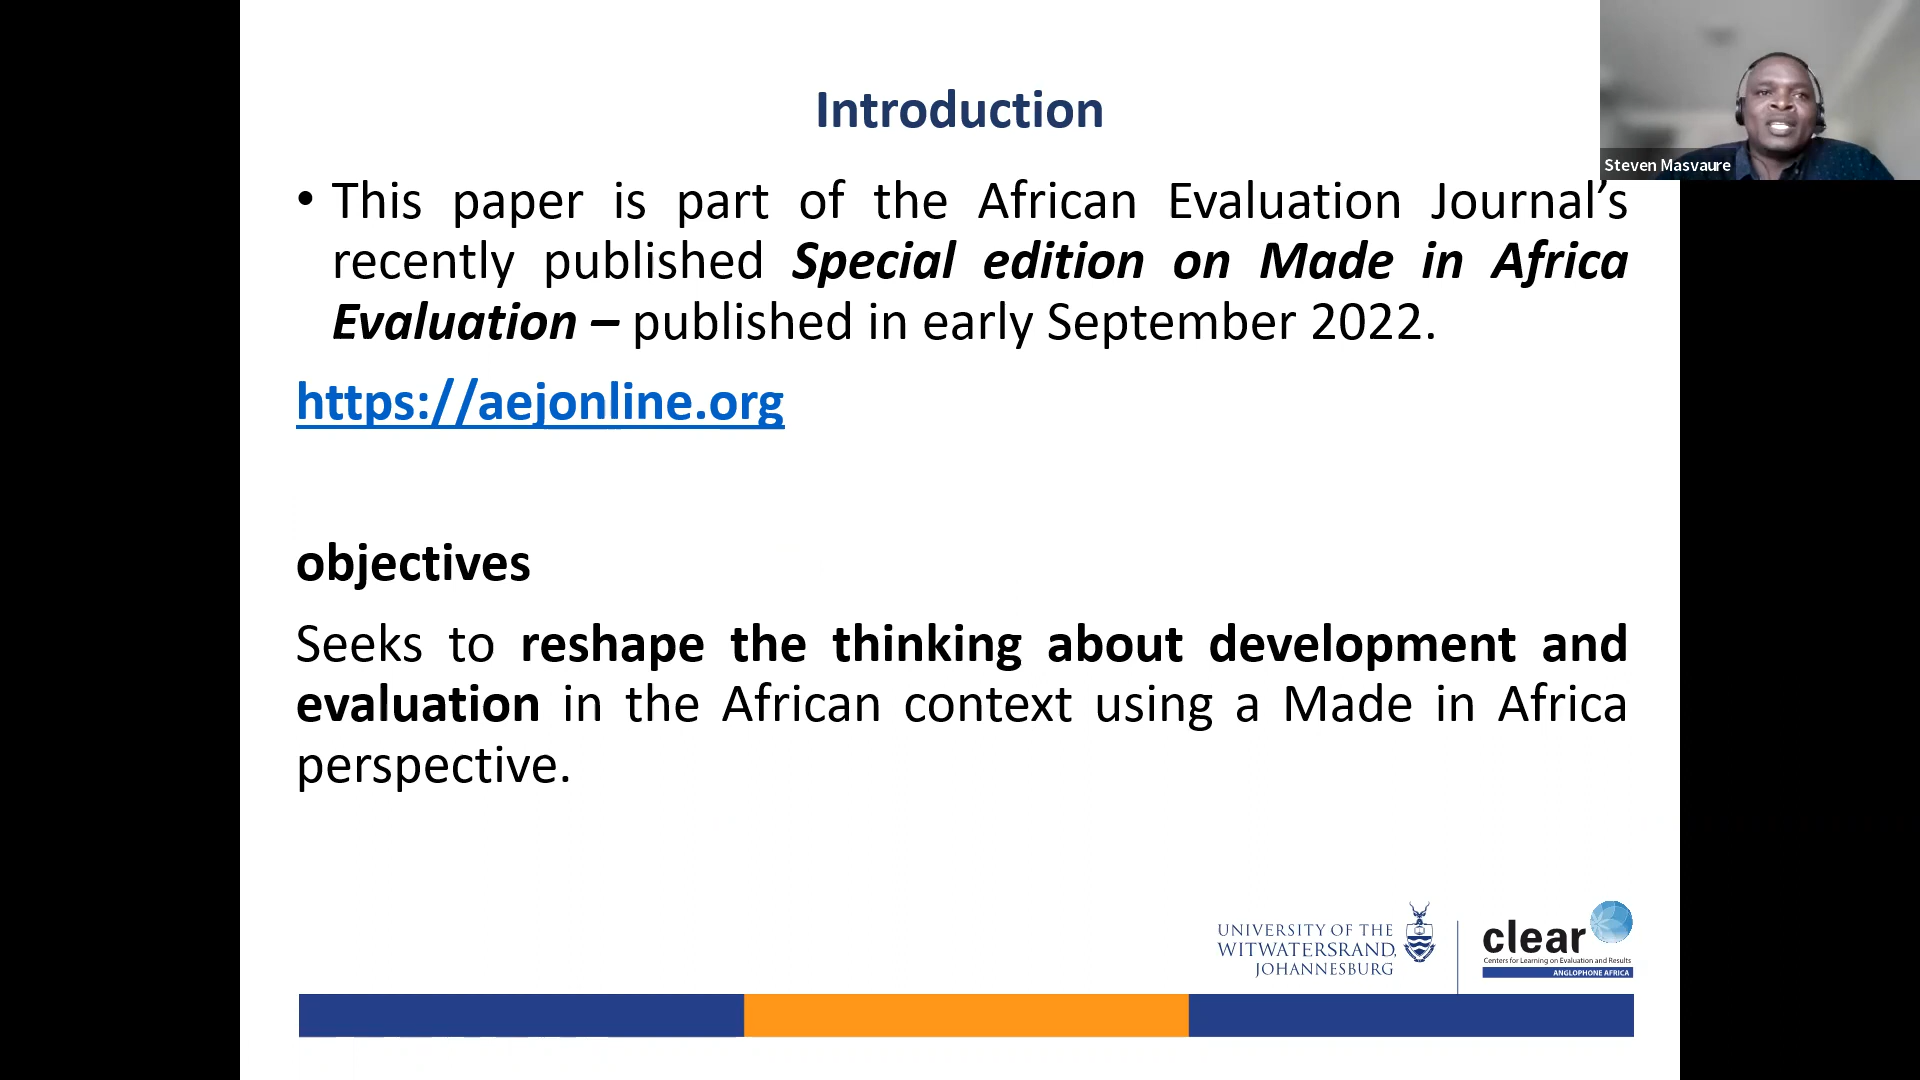 Introduction
Steven Masvaure
• This paper is part of the African Evaluation Journal's
recently published Special edition on Made in Africa
Evaluation – published in early September 2022.
https://aejonline.org
objectives
Seeks to reshape the thinking about development and
evaluation in the African context using a Made in Africa
perspective.
UNIVERSITY OF THE
WITWATERSRAND,
JOHANNESBURG
clear
Centers for Learning on Evaluation and Results
ANGLOPHONE AFRICA